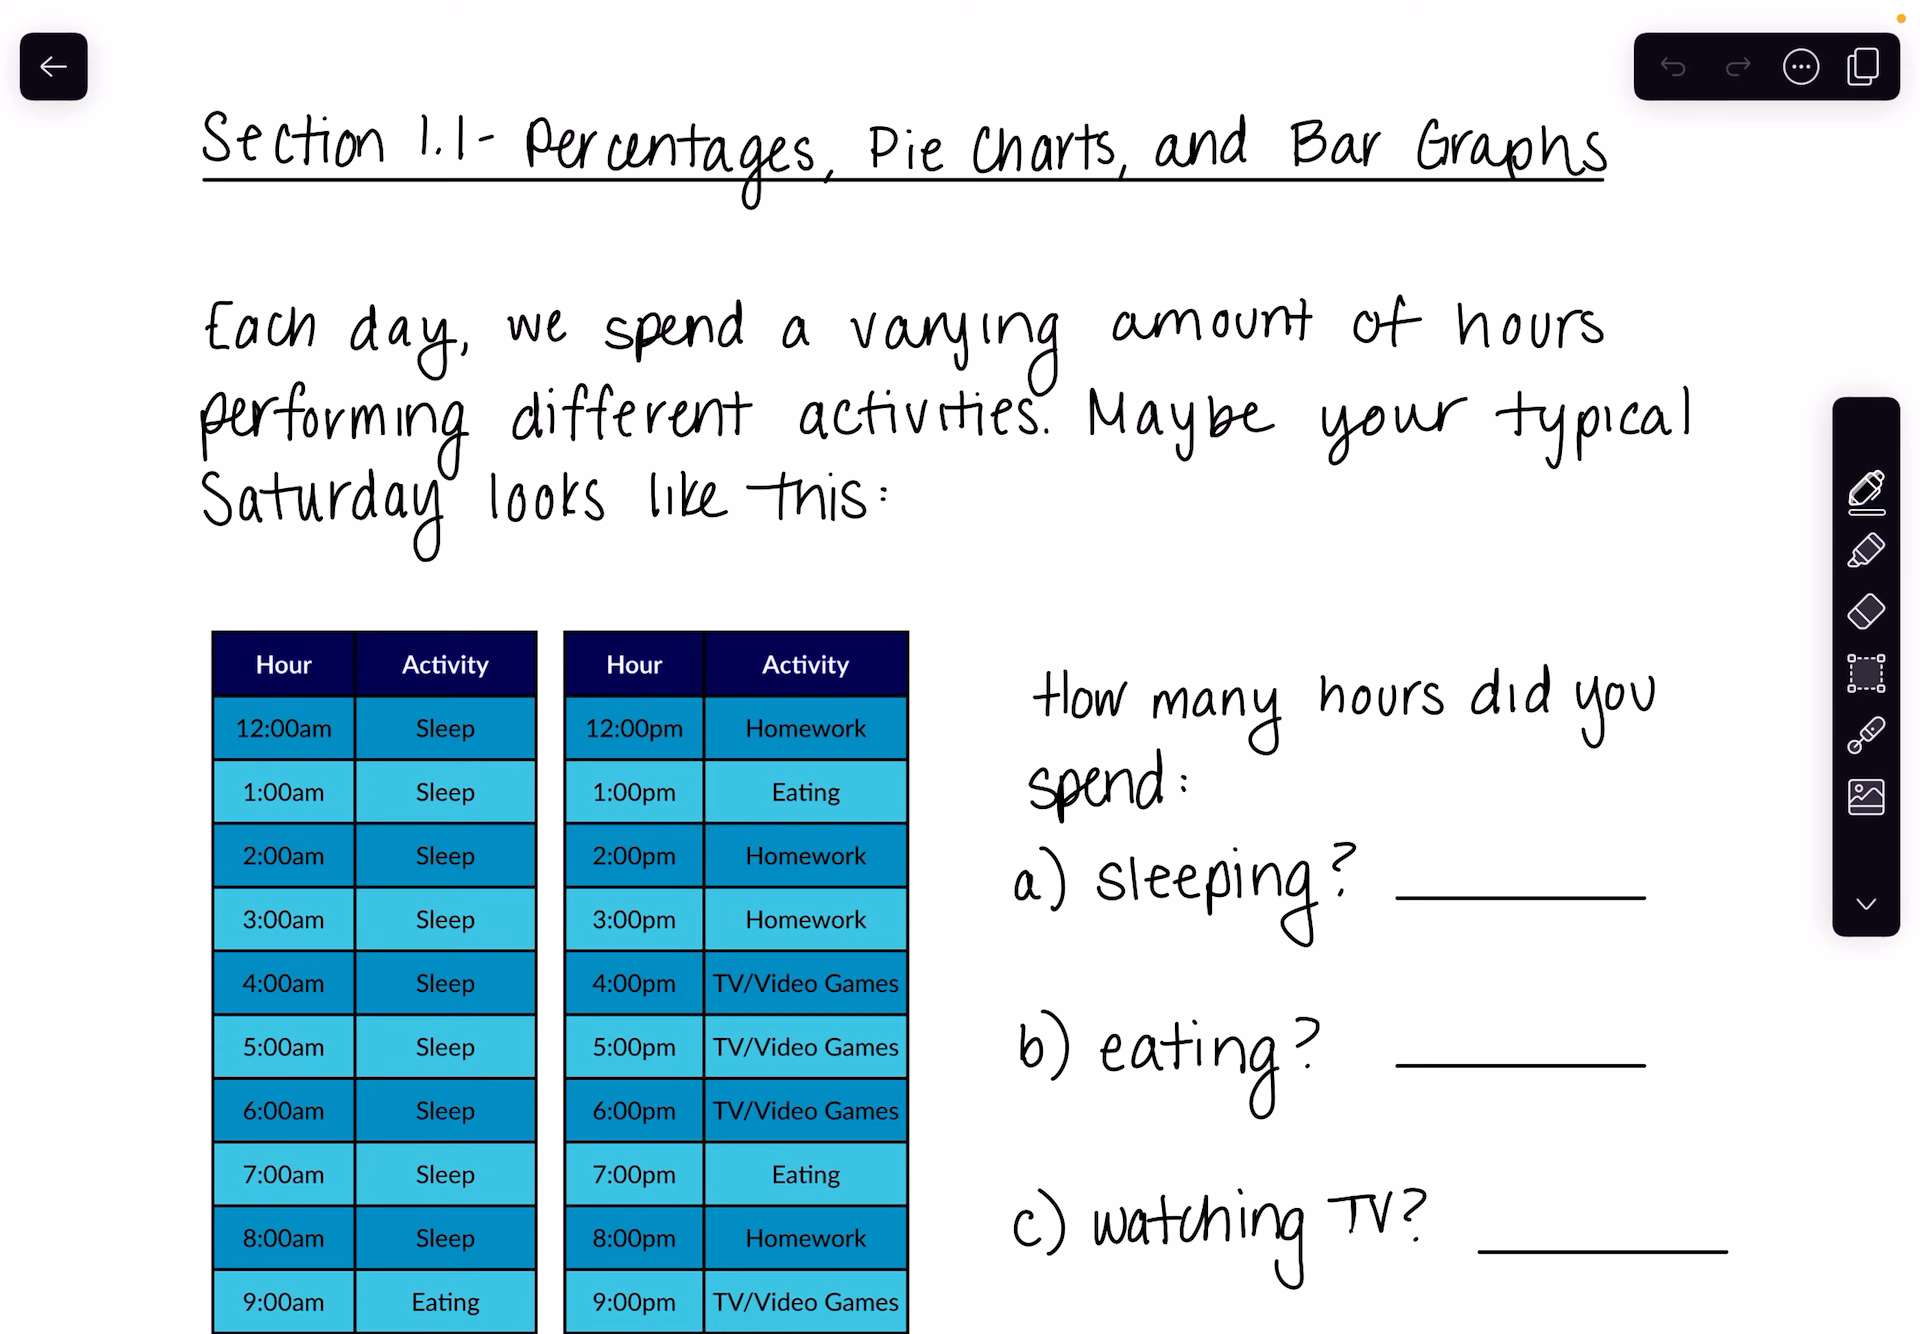 Section 1.1- Percentages, Pie Charts, and Bar Graphs
Each day, we spend a varying amount of hours
performing different activities. Maybe your typical
Saturday looks like this:
Hour Activity
12:00am Sleep
1:00am Sleep
2:00am Sleep
3:00am Sleep
4:00am Sleep
5:00am Sleep
6:00am Sleep
7:00am Sleep
8:00am Sleep
9:00am Eating
Hour Activity
12:00pm Homework
1:00pm Eating
2:00pm Homework
3:00pm Homework
4:00pm TV/Video Games
5:00pm TV/Video Games
6:00pm TV/Video Games
7:00pm Eating
8:00pm Homework
9:00pm TV/Video Games
How many hours did you
spend:
a) sleeping?
b) eating?
c) watching TV?